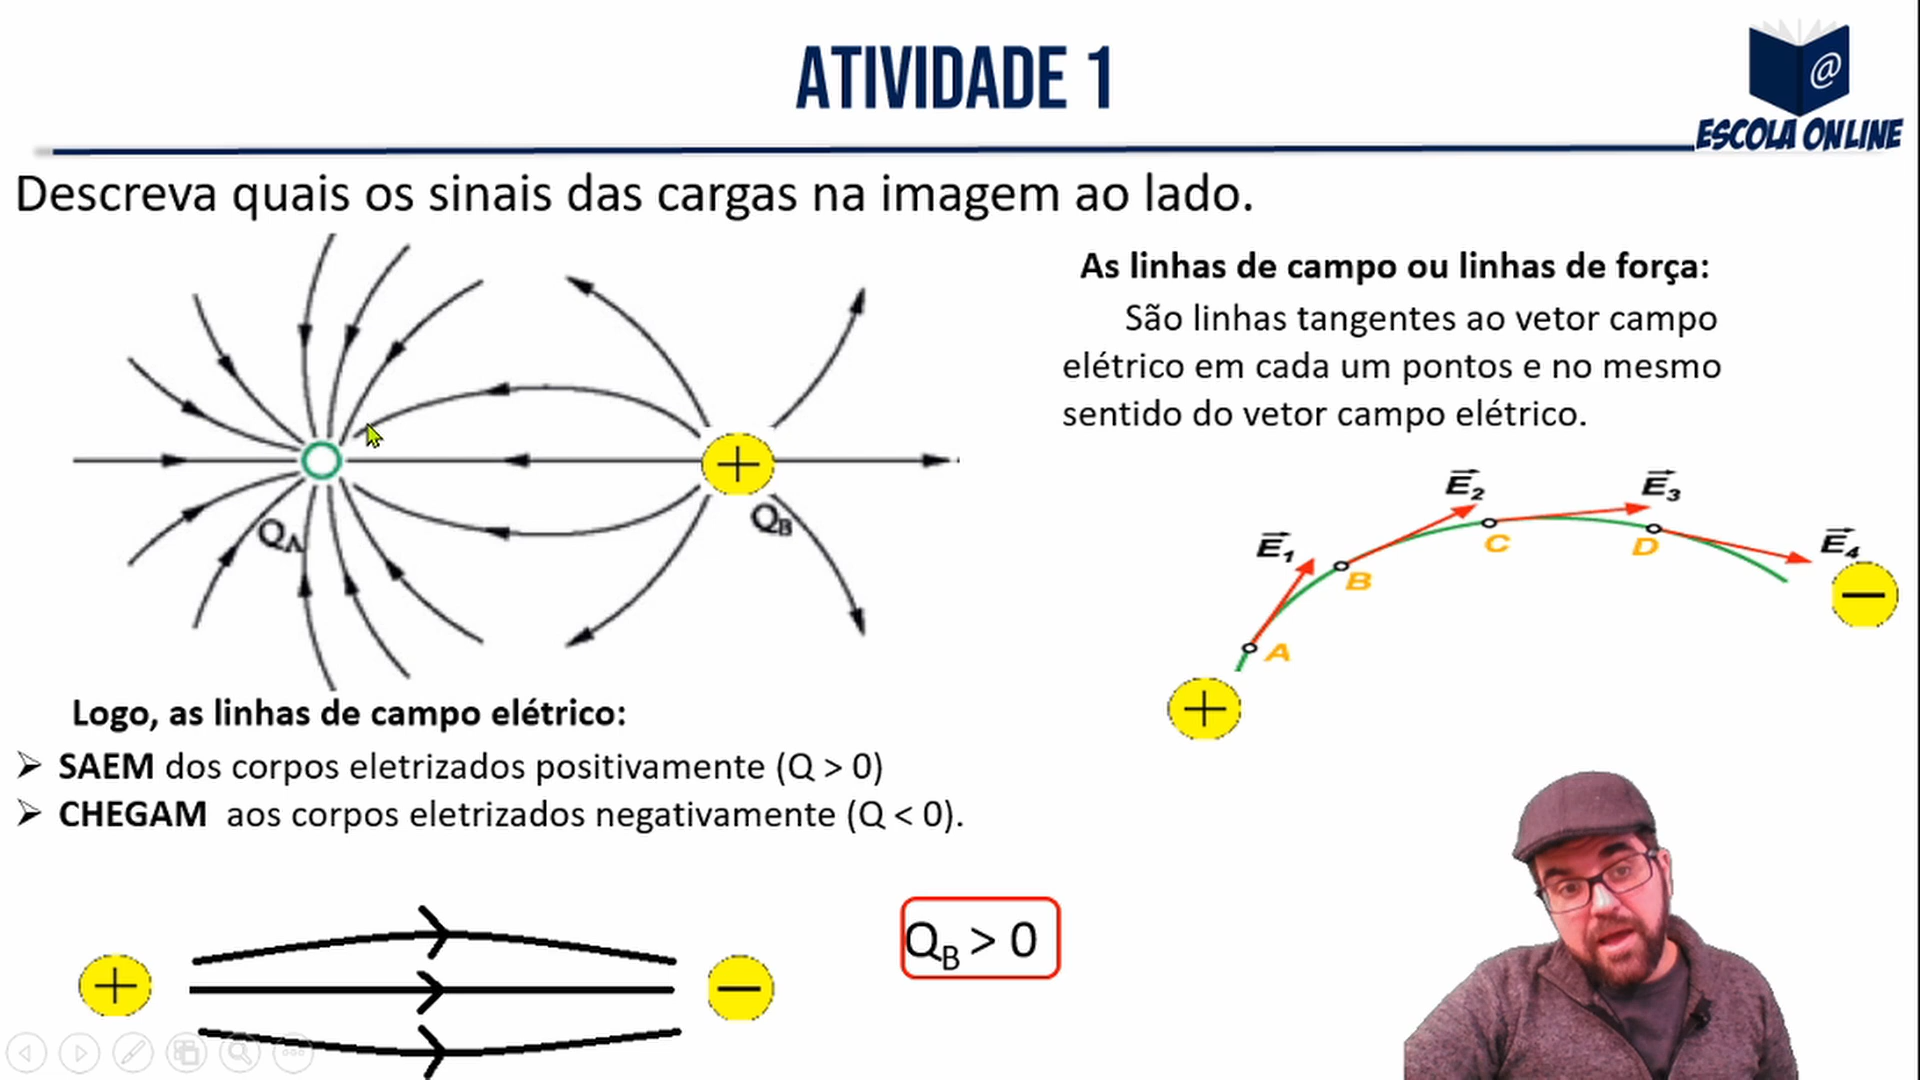 ATIVIDADE 1
@
ESCOLA ONLINE
Descreva quais os sinais das cargas na imagem ao lado.
As linhas de campo ou linhas de força:
São linhas tangentes ao vetor campo
elétrico em cada um pontos e no mesmo
sentido do vetor campo elétrico.
+
QA
QB
E1
E2
E3
E4
A
B
C
D
−
+
Logo, as linhas de campo elétrico:
➢ SAEM dos corpos eletrizados positivamente (Q > 0)
➢ CHEGAM aos corpos eletrizados negativamente (Q < 0).
+
−
QB > 0